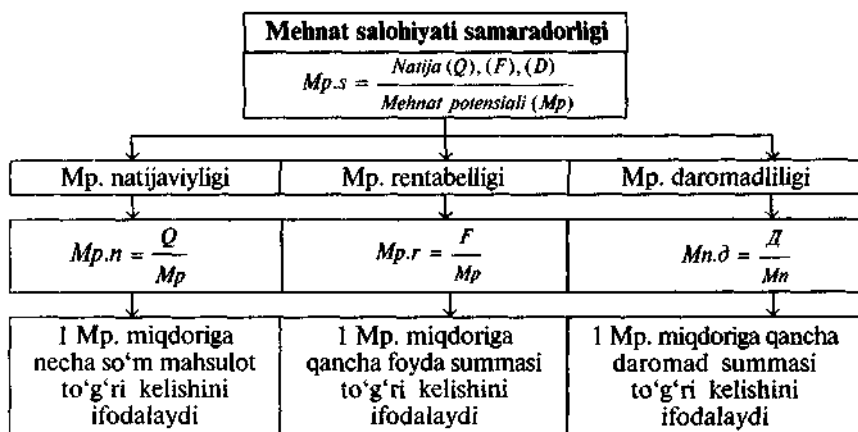 Mehnat salohiyati samaradorligi
Mp.s = Natija (Q), (F), (D) / Mehnat potensiali (Mp)
Mp. natijaviyligi
Mp. rentabelligi
Mp. daromadliligi
Mp.n = Q / Mp
Mp.r = F / Mp
Мп.д = Д / Мп
1 Mp. miqdoriga
necha so‘m mahsulot
to‘g‘ri kelishini
ifodalaydi
1 Mp. miqdoriga
qancha foyda summasi
to‘g‘ri kelishini
ifodalaydi
1 Mp. miqdoriga qancha
daromad summasi
to‘g‘ri kelishini
ifodalaydi